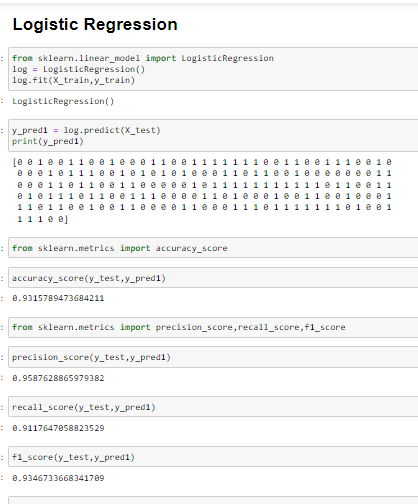 Logistic Regression
from sklearn.linear_model import LogisticRegression
log = LogisticRegression()
log.fit(X_train,y_train)
LogisticRegression()
y_pred1 = log.predict(X_test)
print(y_pred1)
[0 0 1 0 0 1 1 0 0 1 0 0 0 1 1 0 0 1 1 1 1 1 1 1 0 0 1 1 0 0 1 1 1 0 0 1 0
0 0 0 1 0 1 1 1 0 0 1 0 1 0 1 0 1 0 0 0 1 1 0 1 1 0 0 1 0 0 0 0 0 0 0 1 1
0 0 0 1 1 0 1 1 0 0 1 1 0 0 0 0 0 1 0 1 1 1 1 1 1 1 1 1 1 1 0 1 1 0 0 1 1
0 1 0 1 1 1 0 1 1 0 0 1 1 1 0 0 0 0 1 1 0 1 0 0 0 1 0 0 1 1 0 0 1 0 0 0 1
1 1 0 1 1 0 0 1 0 0 1 1 0 0 0 0 1 1 0 0 0 1 1 1 0 1 1 1 1 1 1 1 0 1 0 0 1
1 1 1 0 0]
from sklearn.metrics import accuracy_score
accuracy_score(y_test,y_pred1)
0.9315789473684211
from sklearn.metrics import precision_score,recall_score,f1_score
precision_score(y_test,y_pred1)
0.9587628865979382
recall_score(y_test,y_pred1)
0.9117647058823529
f1_score(y_test,y_pred1)
0.9346733668341709